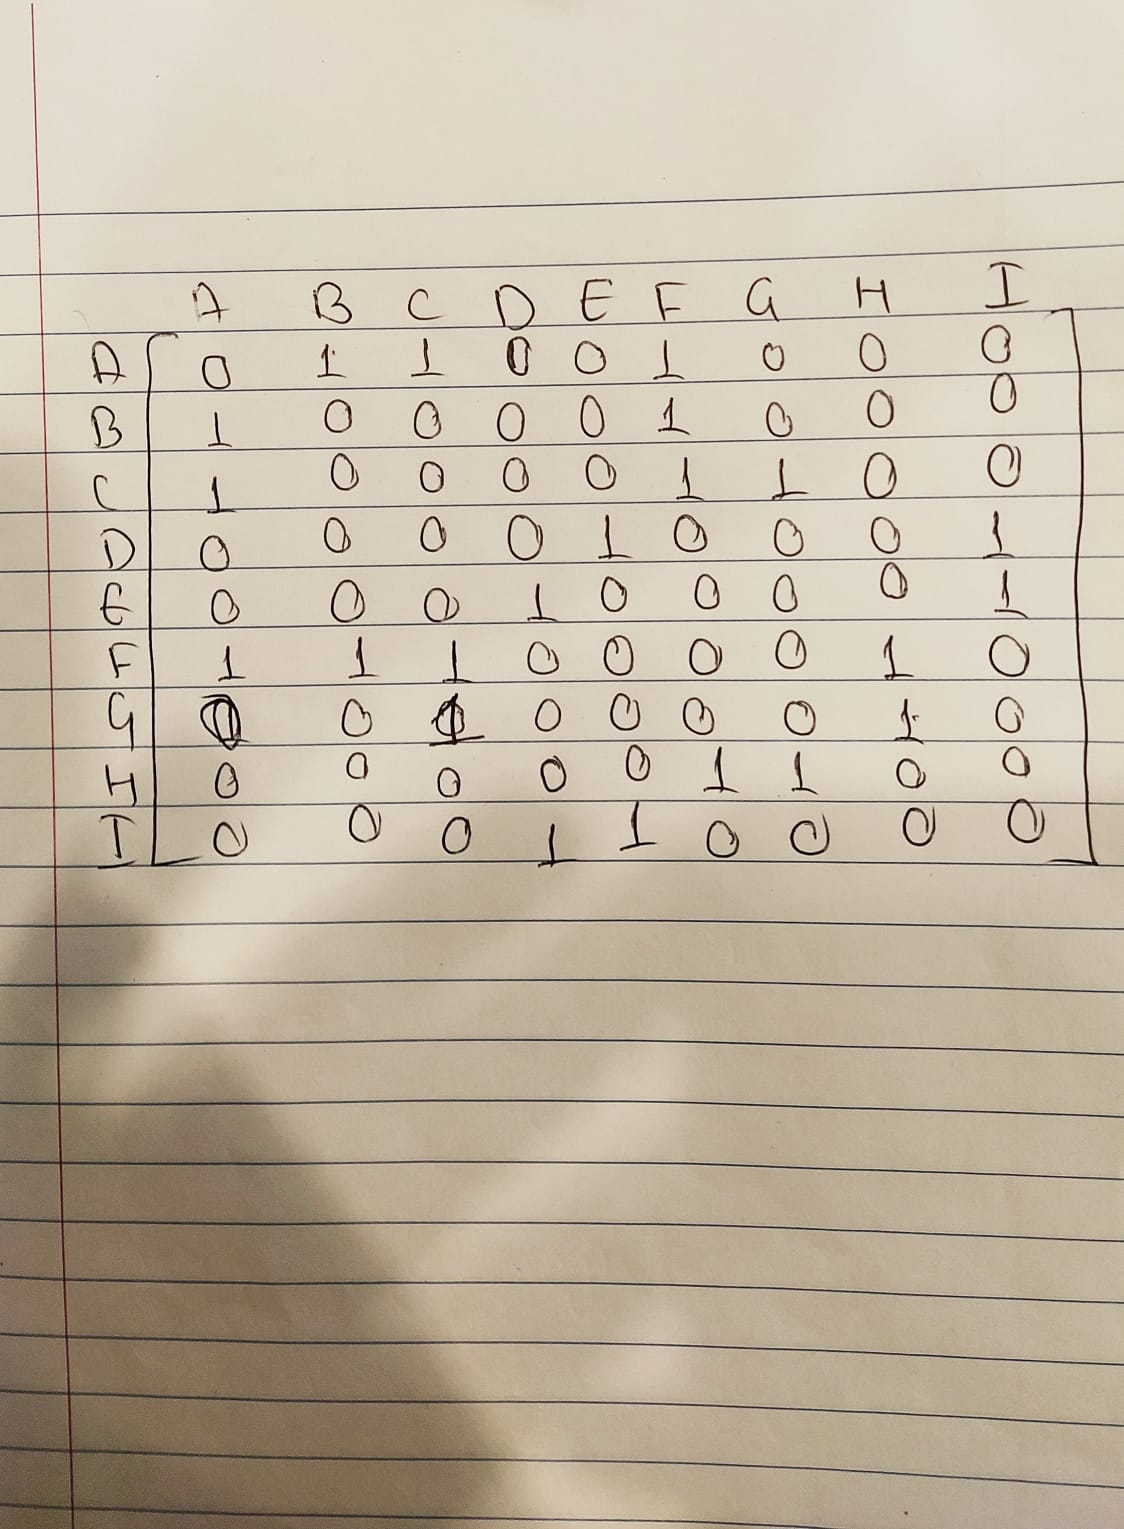 A B C D E F G H I
A 0 1 1 0 0 1 0 0 0
B 1 0 0 0 0 1 0 0 0
C 1 0 0 0 0 1 1 0 0
D 0 0 0 0 1 0 0 0 1
E 0 0 0 1 0 0 0 0 1
F 1 1 1 0 0 0 0 1 0
G 0 1 0 0 0 0 1 0
H 0 0 0 0 0 1 1 0 0
I 0 0 0 1 1 0 0 0 0